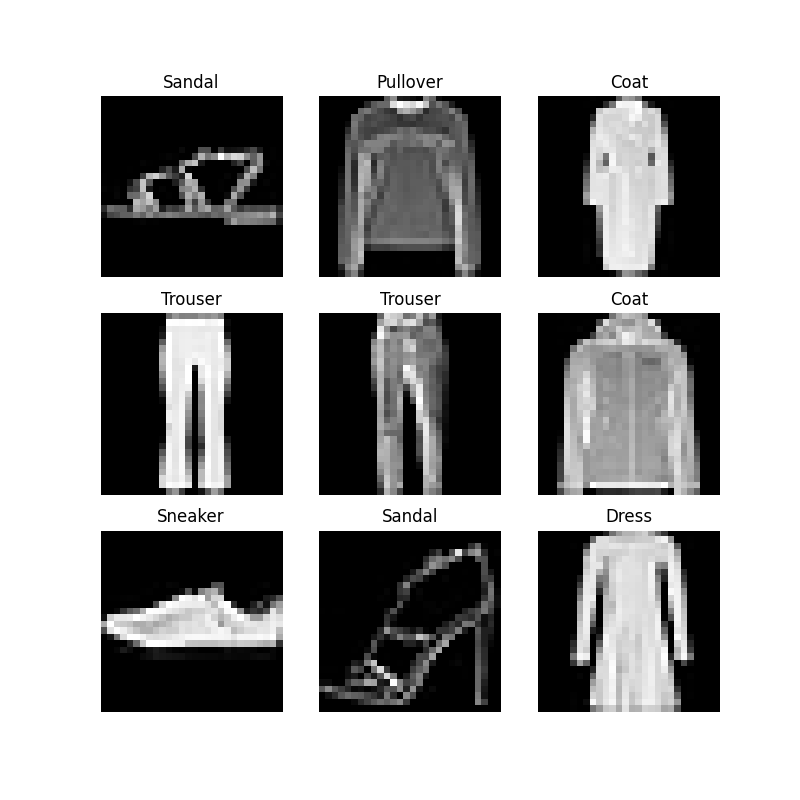 Sandal
Pullover
Coat
Trouser
Trouser
Coat
Sneaker
Sandal
Dress